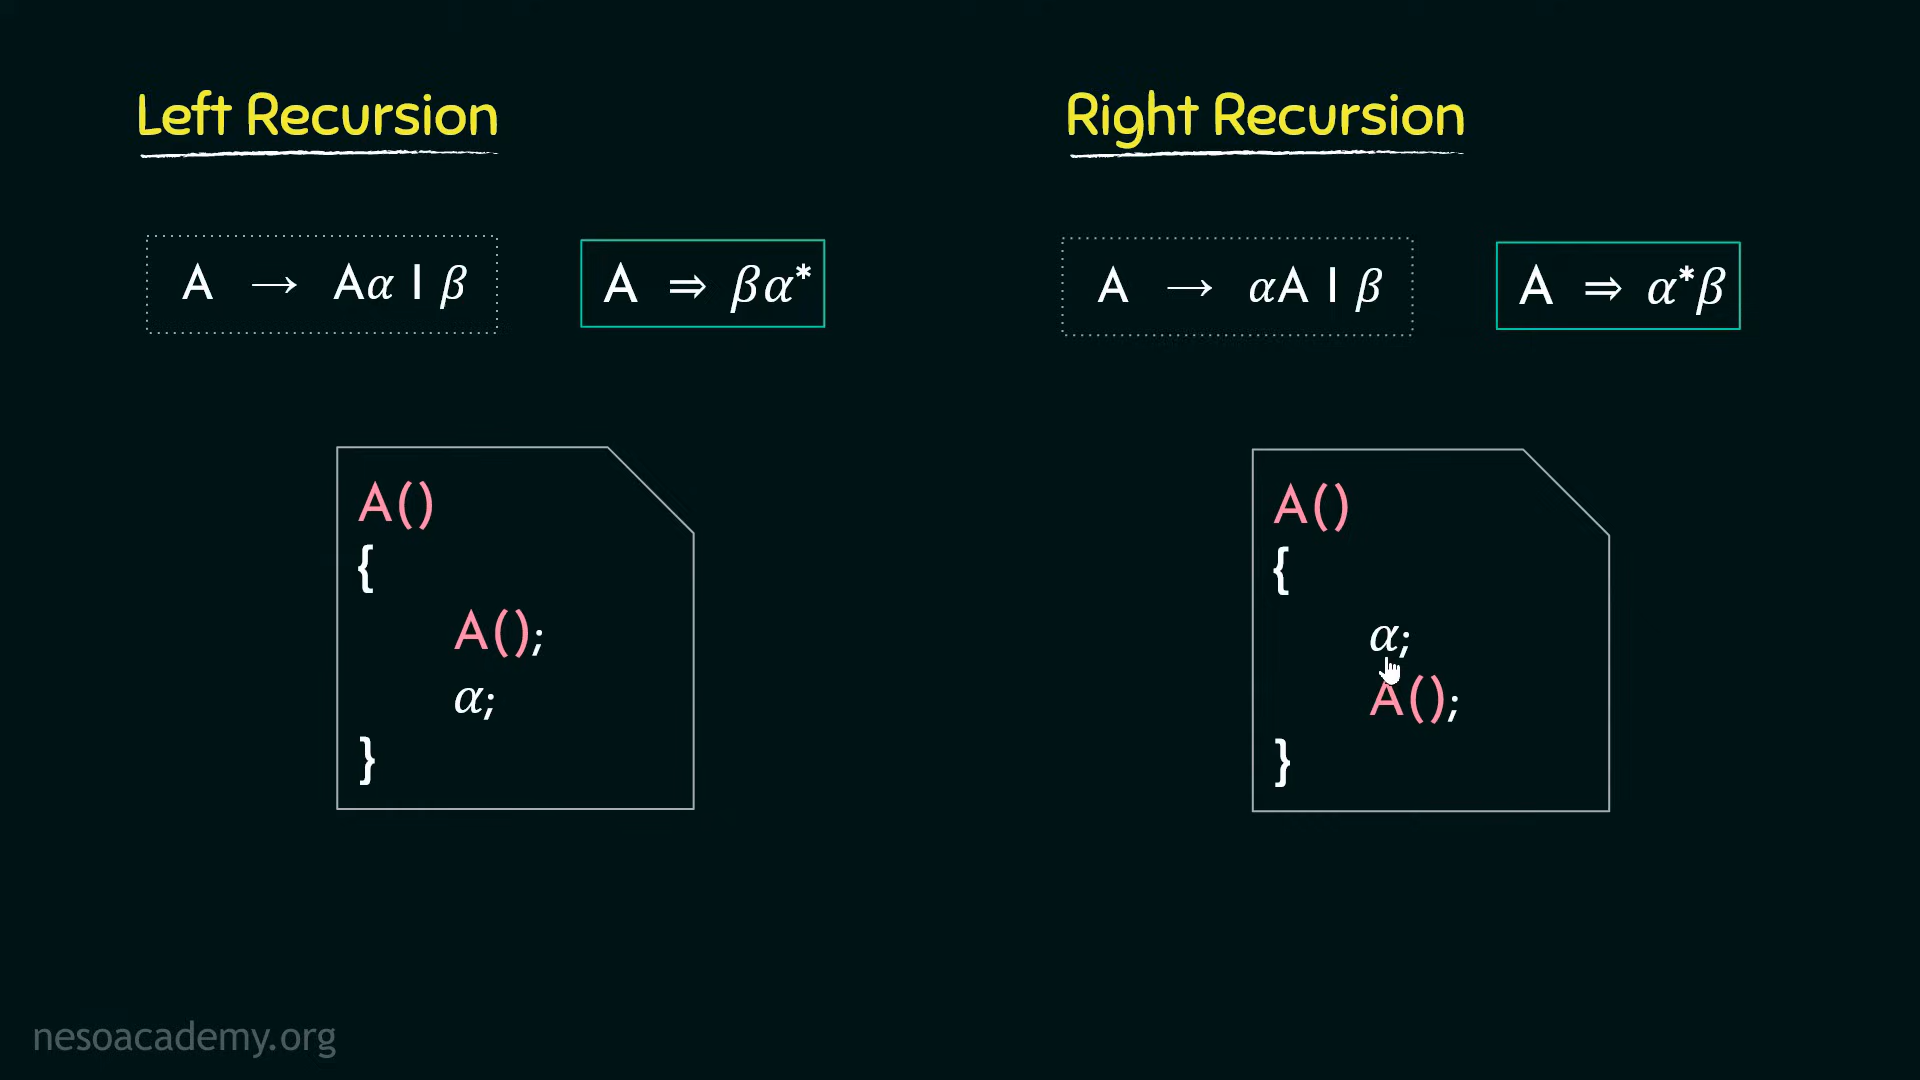 Left Recursion
A → Aα | β
A ⇒ βα*
A()
{
A();
α;
}
Right Recursion
A → αA | β
A ⇒ α*β
A()
{
α;
A();
}
nesoacademy.org